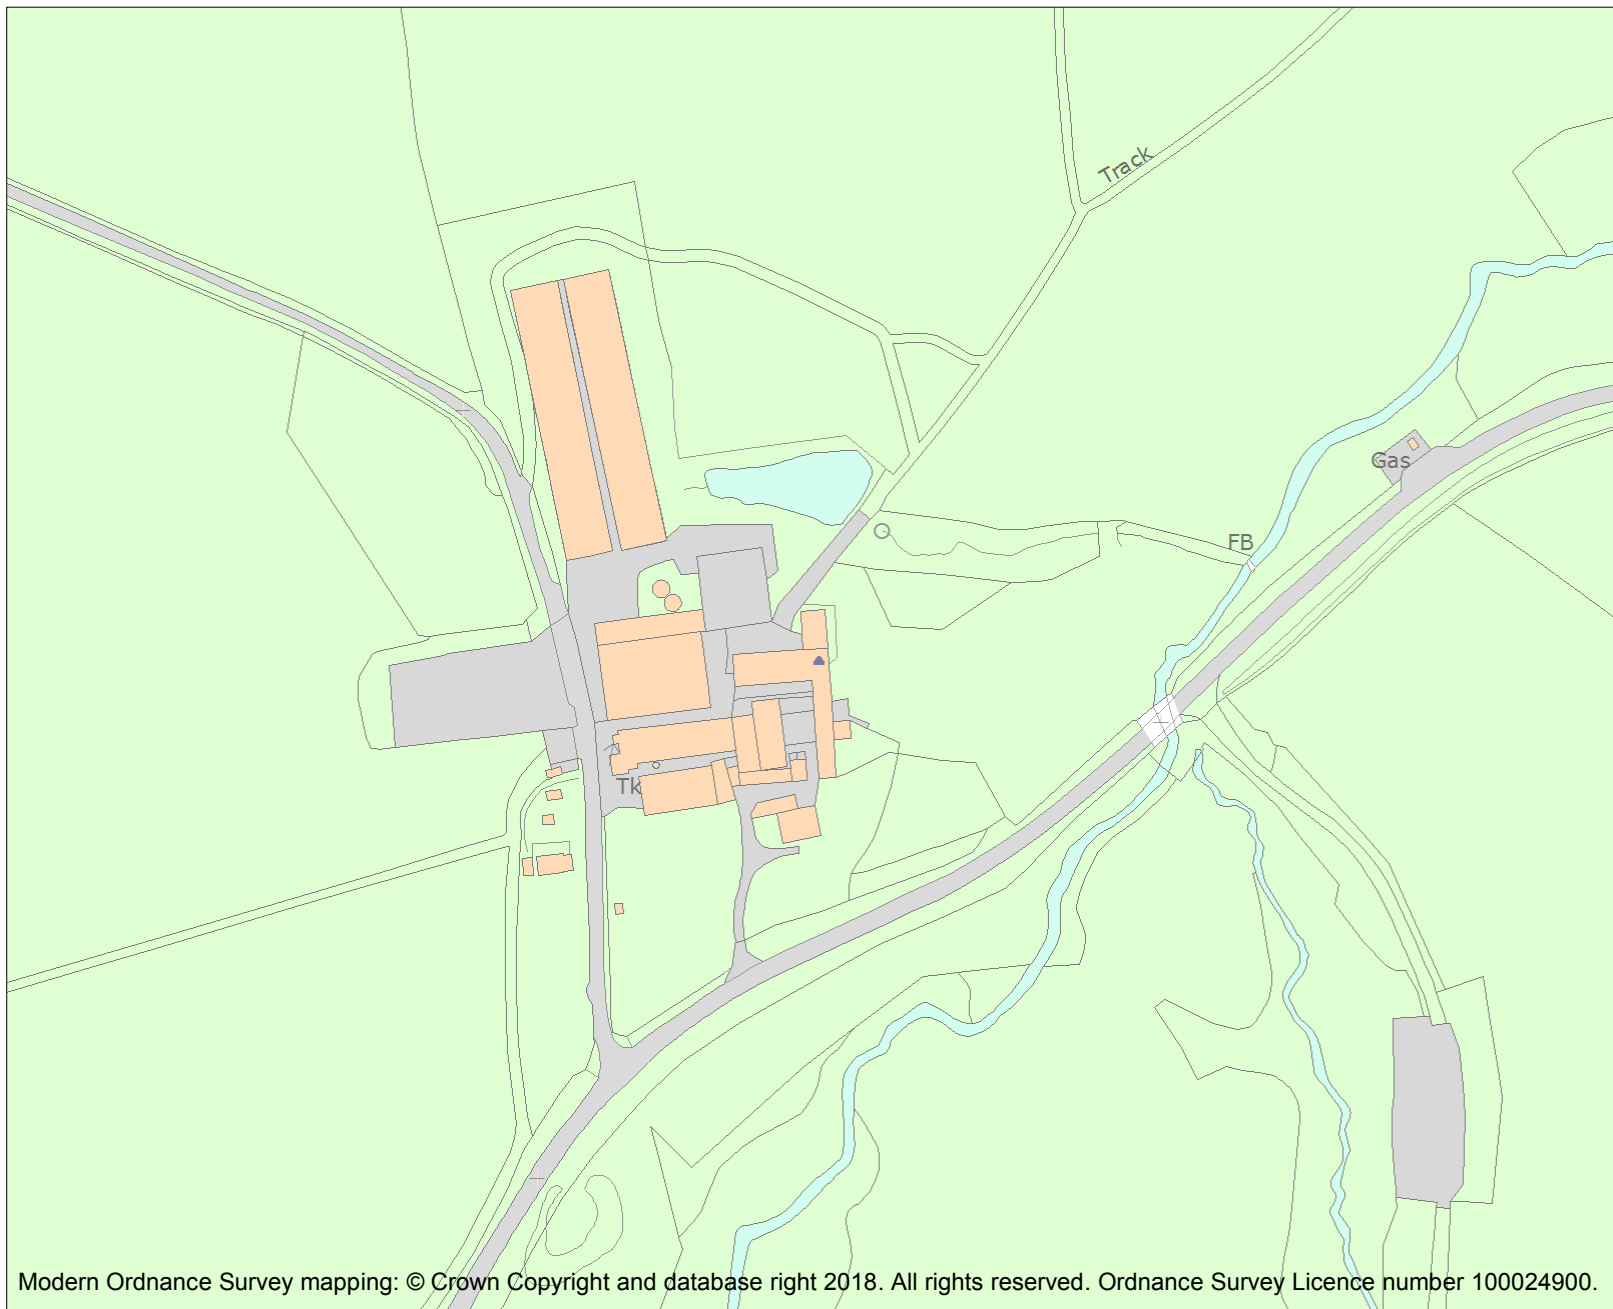 Track
Gas
FB
Tk
Modern Ordnance Survey mapping: © Crown Copyright and database right 2018. All rights reserved. Ordnance Survey Licence number 100024900.